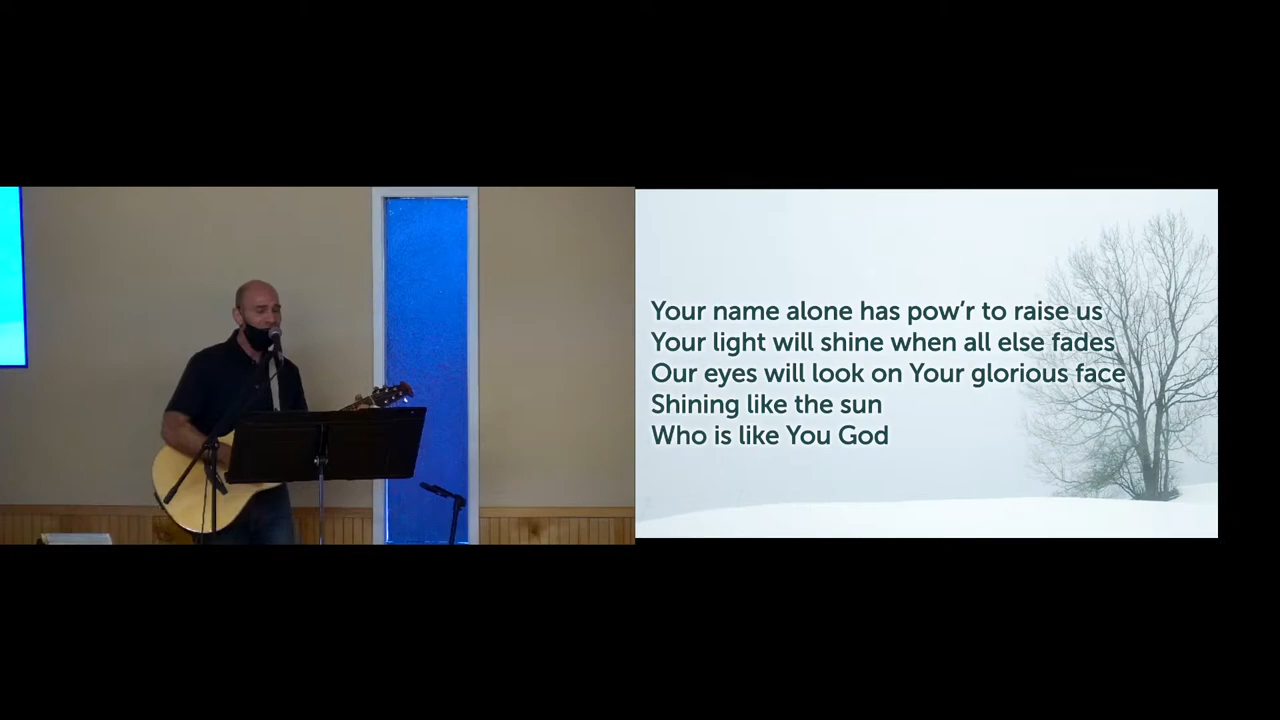 Your name alone has pow’r to raise us
Your light will shine when all else fades
Our eyes will look on Your glorious face
Shining like the sun
Who is like You God